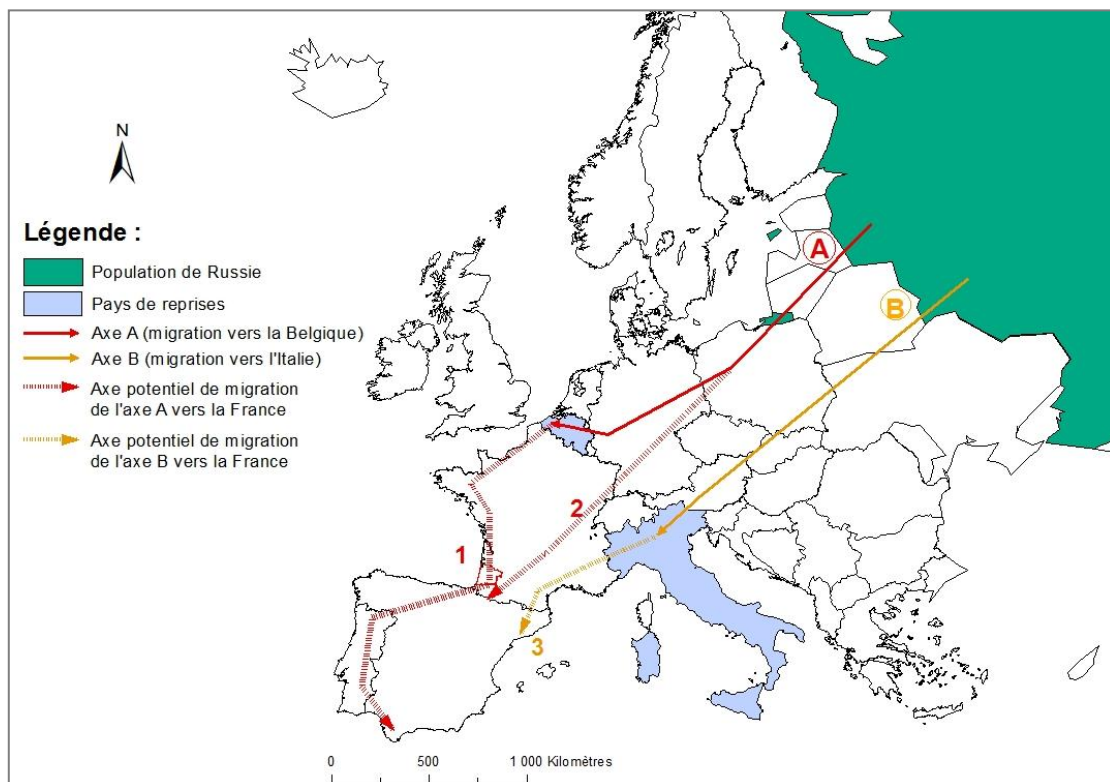 N
Légende :
Population de Russie
Pays de reprises
Axe A (migration vers la Belgique)
Axe B (migration vers l'Italie)
Axe potentiel de migration
de l'axe A vers la France
Axe potentiel de migration
de l'axe B vers la France
A
B
2
1
3
0 500 1 000 Kilomètres